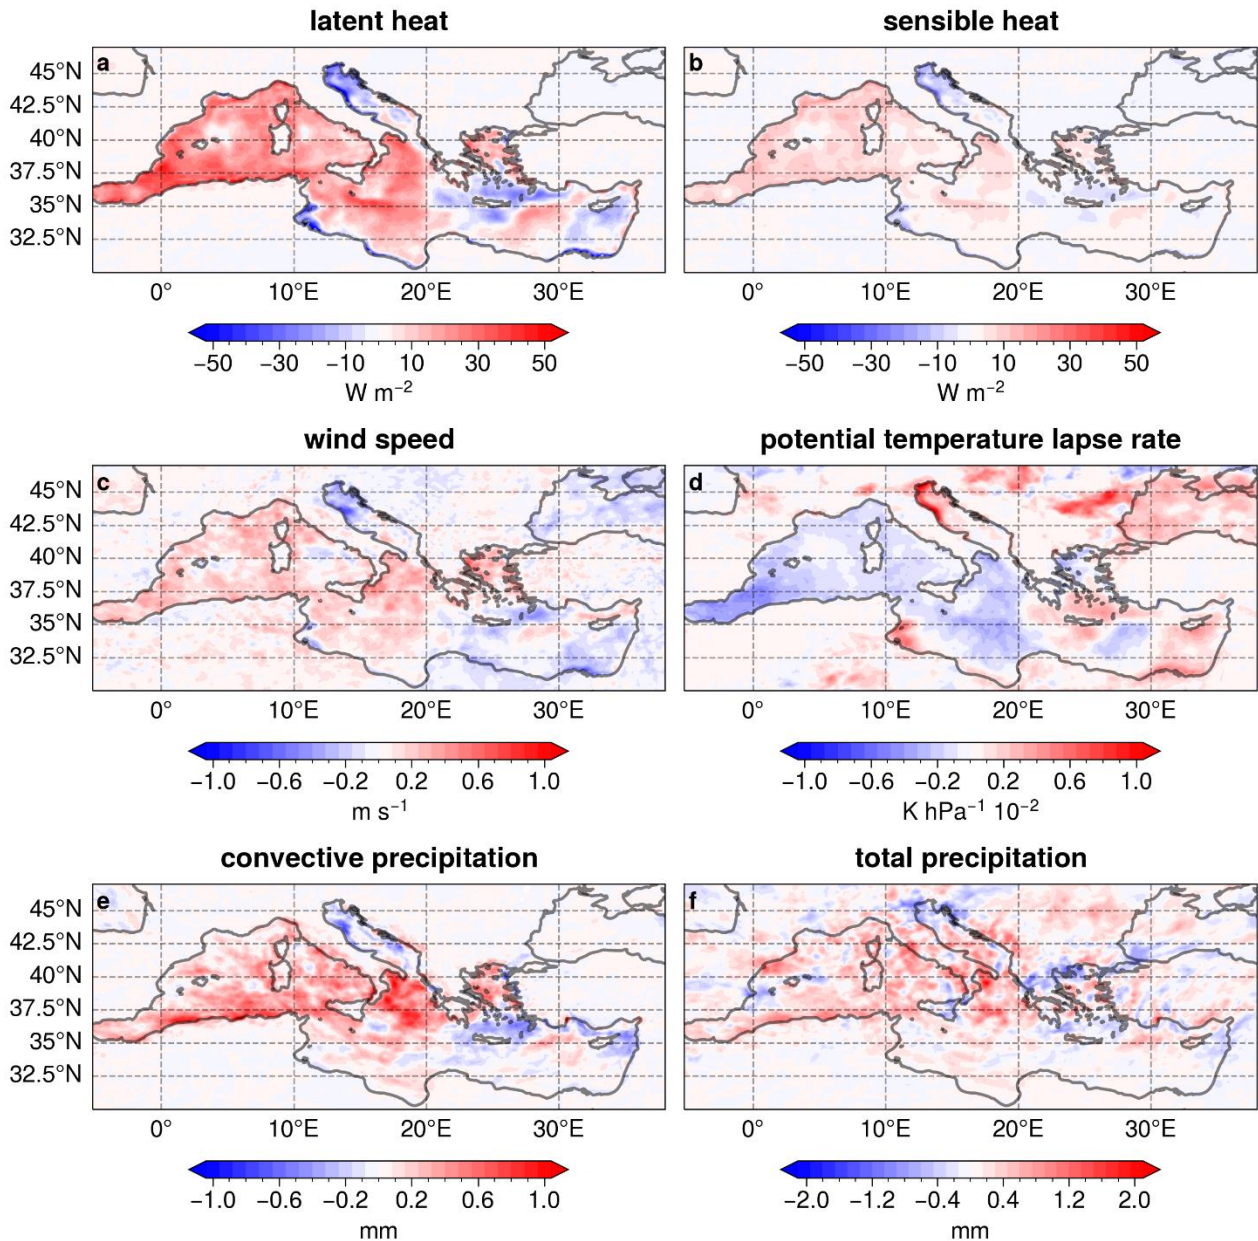 latent heat
sensible heat
a
b
45°N
42.5°N
40°N
37.5°N
35°N
32.5°N
0° 10°E 20°E 30°E
0° 10°E 20°E 30°E
−50 −30 −10 10 30 50
−50 −30 −10 10 30 50
W m⁻²
W m⁻²
wind speed
potential temperature lapse rate
c
d
45°N
42.5°N
40°N
37.5°N
35°N
32.5°N
0° 10°E 20°E 30°E
0° 10°E 20°E 30°E
−1.0 −0.6 −0.2 0.2 0.6 1.0
−1.0 −0.6 −0.2 0.2 0.6 1.0
m s⁻¹
K hPa⁻¹ 10⁻²
convective precipitation
total precipitation
e
f
45°N
42.5°N
40°N
37.5°N
35°N
32.5°N
0° 10°E 20°E 30°E
0° 10°E 20°E 30°E
−1.0 −0.6 −0.2 0.2 0.6 1.0
−2.0 −1.2 −0.4 0.4 1.2 2.0
mm
mm